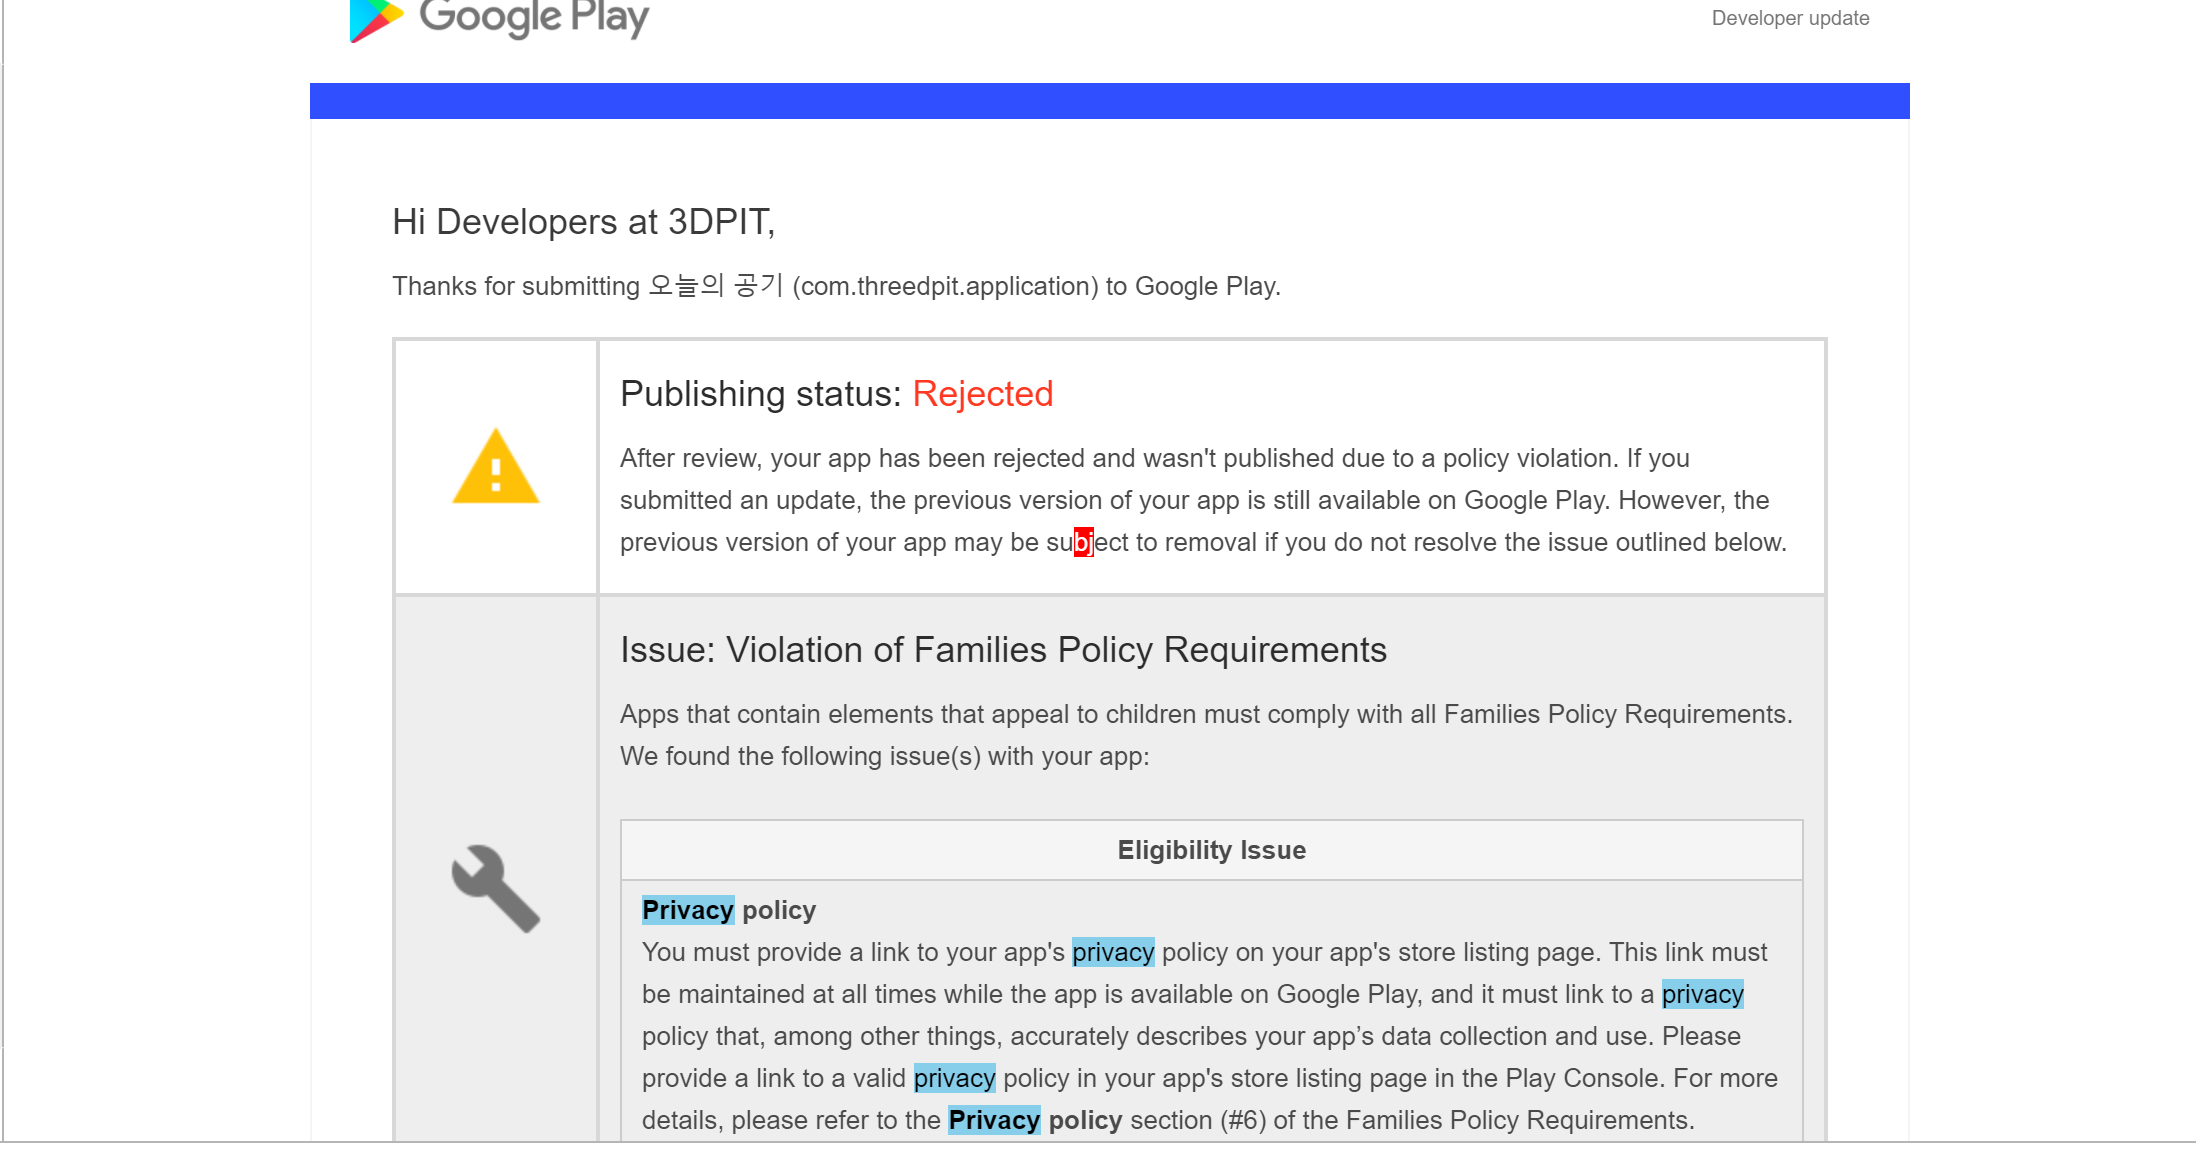 Google Play
Developer update
Hi Developers at 3DPIT,
Thanks for submitting 오늘의 공기 (com.threedpit.application) to Google Play.
Publishing status: Rejected
After review, your app has been rejected and wasn't published due to a policy violation. If you
submitted an update, the previous version of your app is still available on Google Play. However, the
previous version of your app may be subject to removal if you do not resolve the issue outlined below.
Issue: Violation of Families Policy Requirements
Apps that contain elements that appeal to children must comply with all Families Policy Requirements.
We found the following issue(s) with your app:
Eligibility Issue
Privacy policy
You must provide a link to your app's privacy policy on your app's store listing page. This link must
be maintained at all times while the app is available on Google Play, and it must link to a privacy
policy that, among other things, accurately describes your app’s data collection and use. Please
provide a link to a valid privacy policy in your app's store listing page in the Play Console. For more
details, please refer to the Privacy policy section (#6) of the Families Policy Requirements.